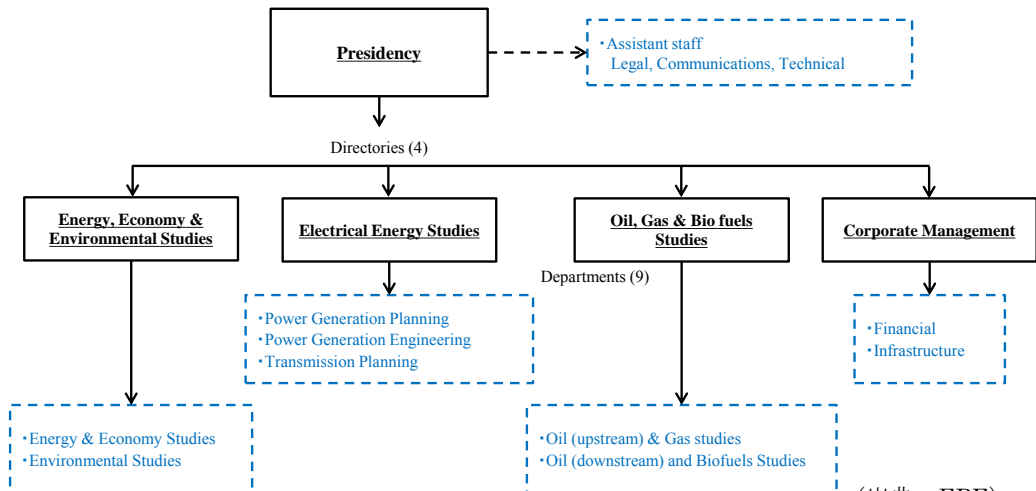 Presidency
・Assistant staff
Legal, Communications, Technical
Directories (4)
Energy, Economy &
Environmental Studies
Electrical Energy Studies
Oil, Gas & Bio fuels
Studies
Corporate Management
Departments (9)
・Power Generation Planning
・Power Generation Engineering
・Transmission Planning
・Financial
・Infrastructure
・Energy & Economy Studies
・Environmental Studies
・Oil (upstream) & Gas studies
・Oil (downstream) and Biofuels Studies